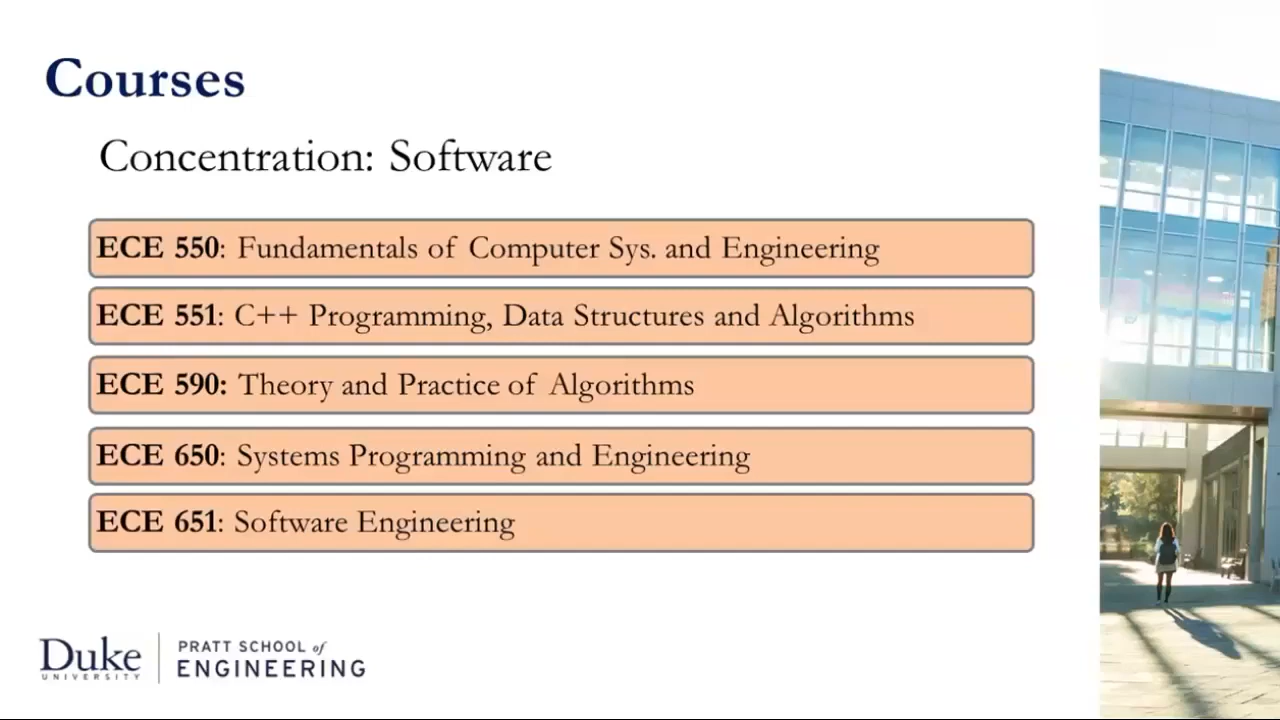 Courses
Concentration: Software
ECE 550: Fundamentals of Computer Sys. and Engineering
ECE 551: C++ Programming, Data Structures and Algorithms
ECE 590: Theory and Practice of Algorithms
ECE 650: Systems Programming and Engineering
ECE 651: Software Engineering
Duke
UNIVERSITY
PRATT SCHOOL of
ENGINEERING